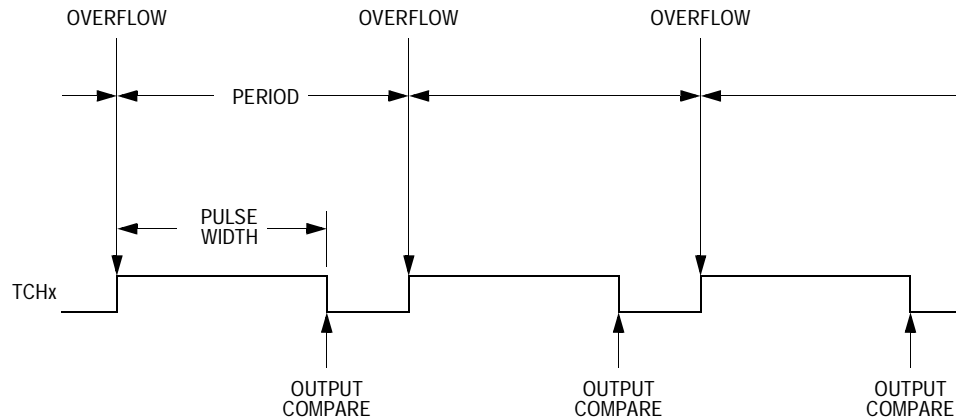 OVERFLOW
OVERFLOW
OVERFLOW
PERIOD
PULSE
WIDTH
TCHx
OUTPUT
COMPARE
OUTPUT
COMPARE
OUTPUT
COMPARE